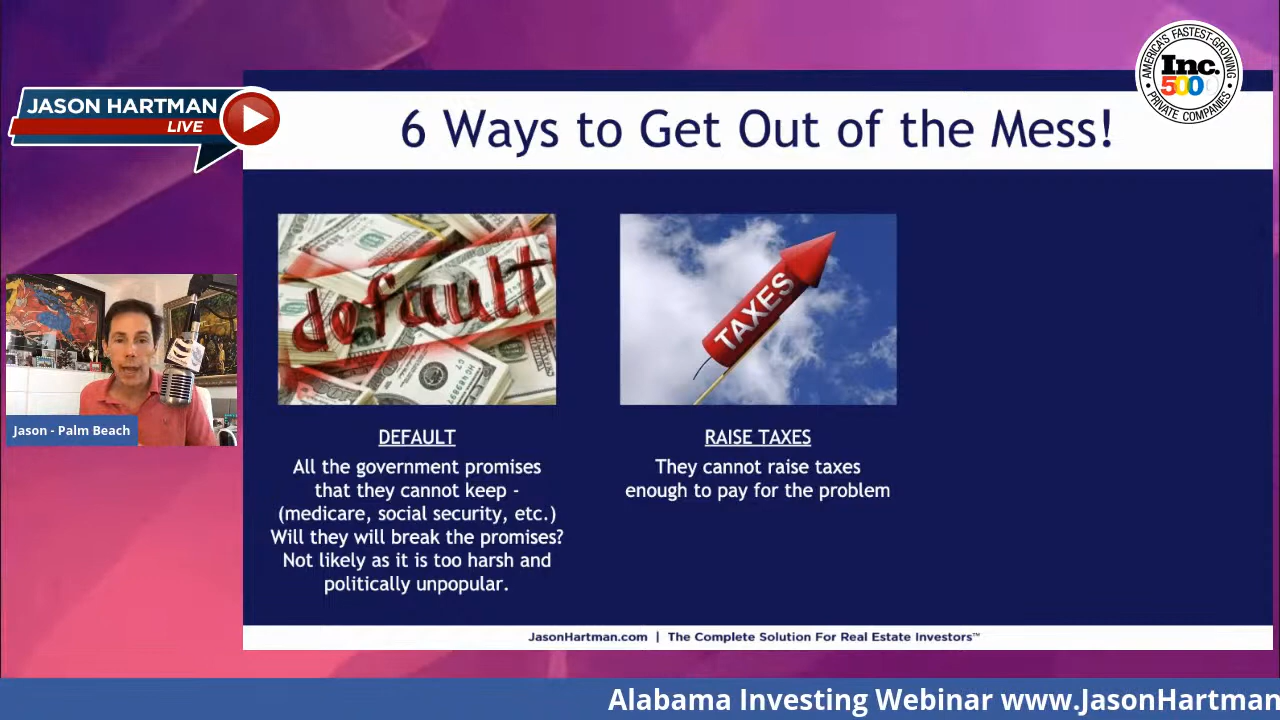 AMERICA'S FASTEST-GROWING
Inc.
500
PRIVATE COMPANIES
JASON HARTMAN
LIVE
6 Ways to Get Out of the Mess!
default
TAXES
DEFAULT
All the government promises
that they cannot keep -
(medicare, social security, etc.)
Will they will break the promises?
Not likely as it is too harsh and
politically unpopular.
RAISE TAXES
They cannot raise taxes
enough to pay for the problem
Jason - Palm Beach
JasonHartman.com | The Complete Solution For Real Estate Investors™
Alabama Investing Webinar www.JasonHartman